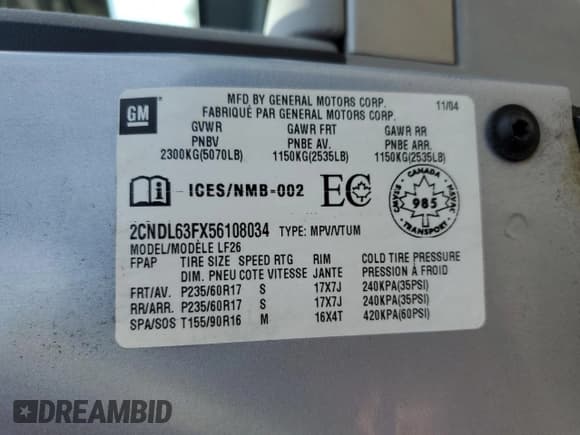 GM
MFD BY GENERAL MOTORS CORP. 11/04
FABRIQUÉ PAR GENERAL MOTORS CORP.
GVWR GAWR FRT GAWR RR
PNBV PNBE AV. PNBE ARR.
2300KG(5070LB) 1150KG(2535LB) 1150KG(2535LB)
i ICES/NMB-002 EC CANADA 985 TRANSPORT
2CNDL63FX56108034 TYPE: MPV/VTUM
MODEL/MODÈLE LF26
FPAP TIRE SIZE SPEED RTG RIM COLD TIRE PRESSURE
DIM. PNEU COTE VITESSE JANTE PRESSION À FROID
FRT/AV. P235/60R17 S 17X7J 240KPA(35PSI)
RR/ARR. P235/60R17 S 17X7J 240KPA(35PSI)
SPA/SOS T155/90R16 M 16X4T 420KPA(60PSI)
DREAMBID